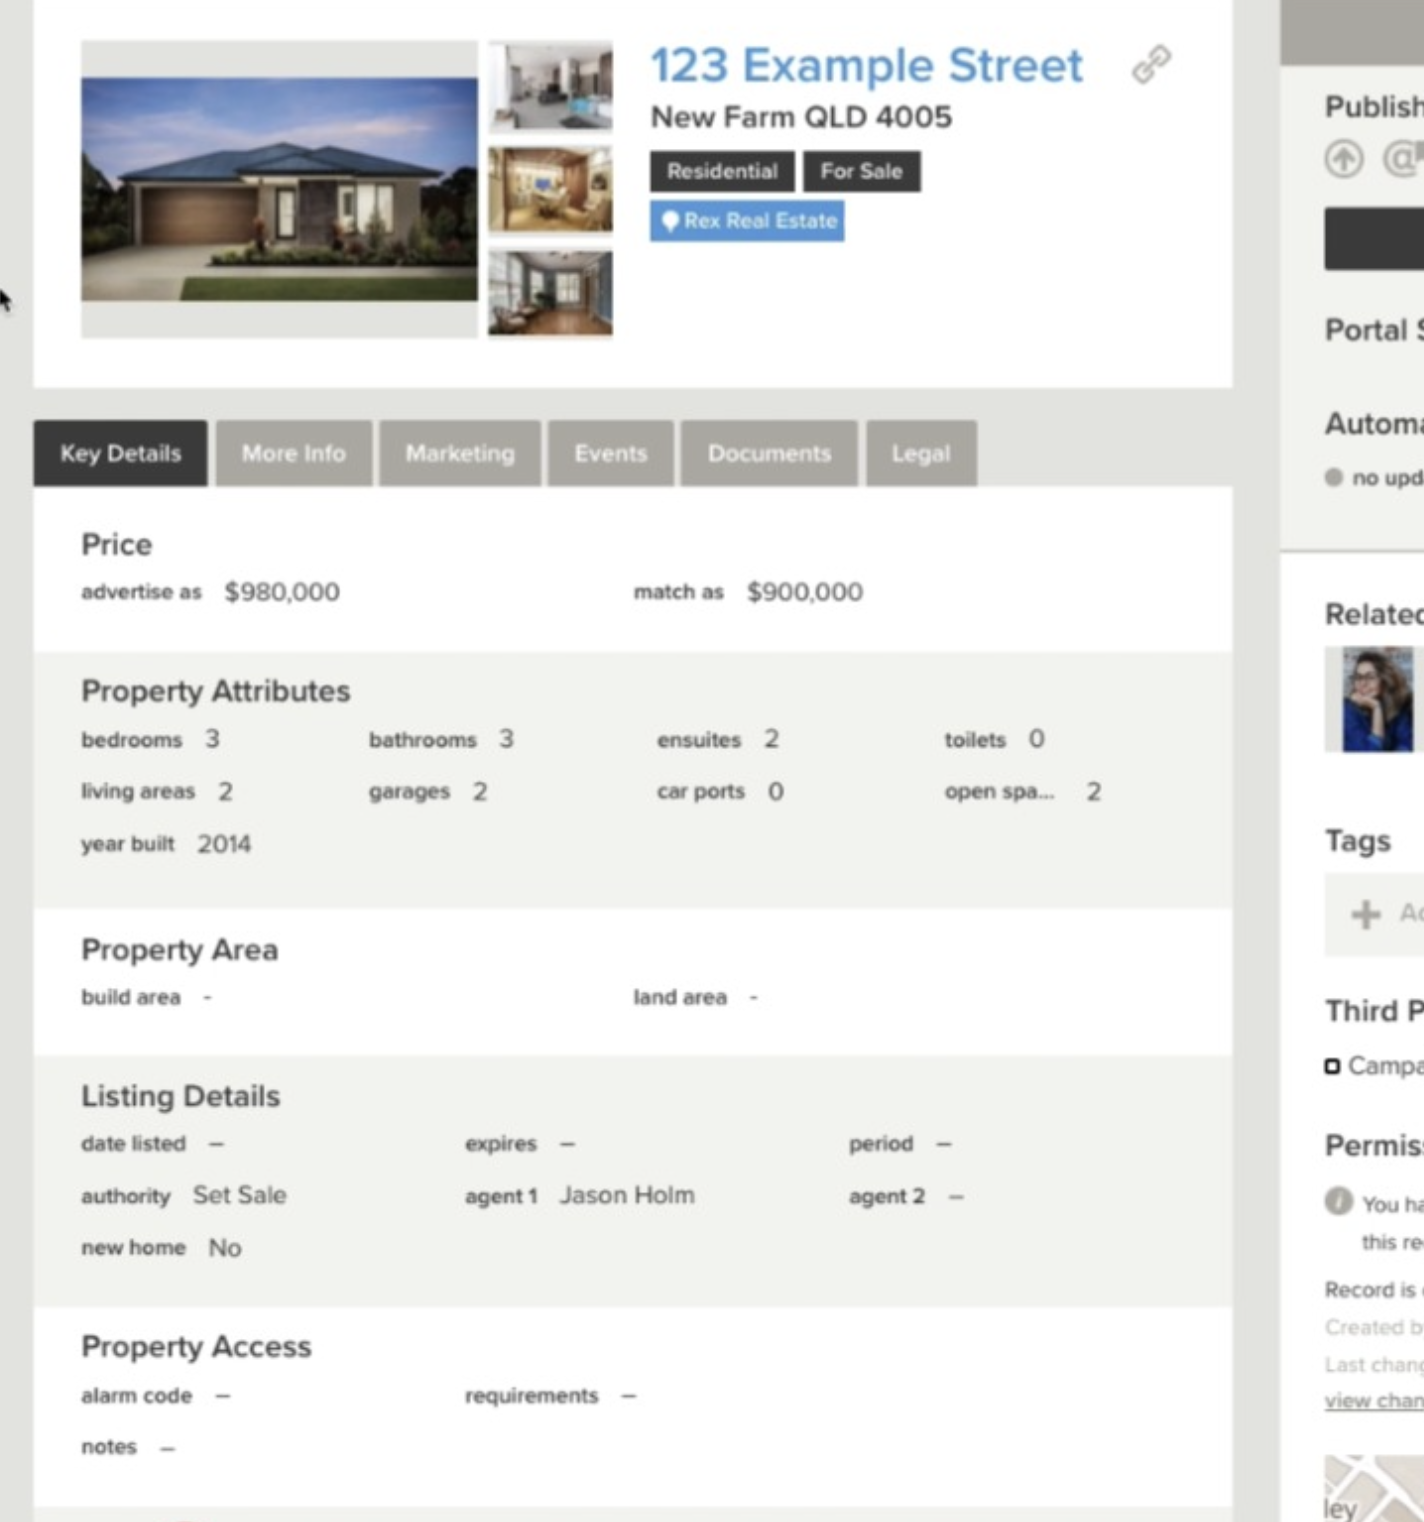 123 Example Street
New Farm QLD 4005
Residential For Sale
Rex Real Estate
Key Details More Info Marketing Events Documents Legal
Price
advertise as $980,000 match as $900,000
Property Attributes
bedrooms 3 bathrooms 3 ensuites 2 toilets 0
living areas 2 garages 2 car ports 0 open spa... 2
year built 2014
Property Area
build area - land area -
Listing Details
date listed – expires – period –
authority Set Sale agent 1 Jason Holm agent 2 –
new home No
Property Access
alarm code – requirements –
notes –
Publish
Portal S
Automa
no upd
Related
Tags
Ac
Third P
Campa
Permiss
You ha
this re
Record is
Created b
Last chang
view chan
ley